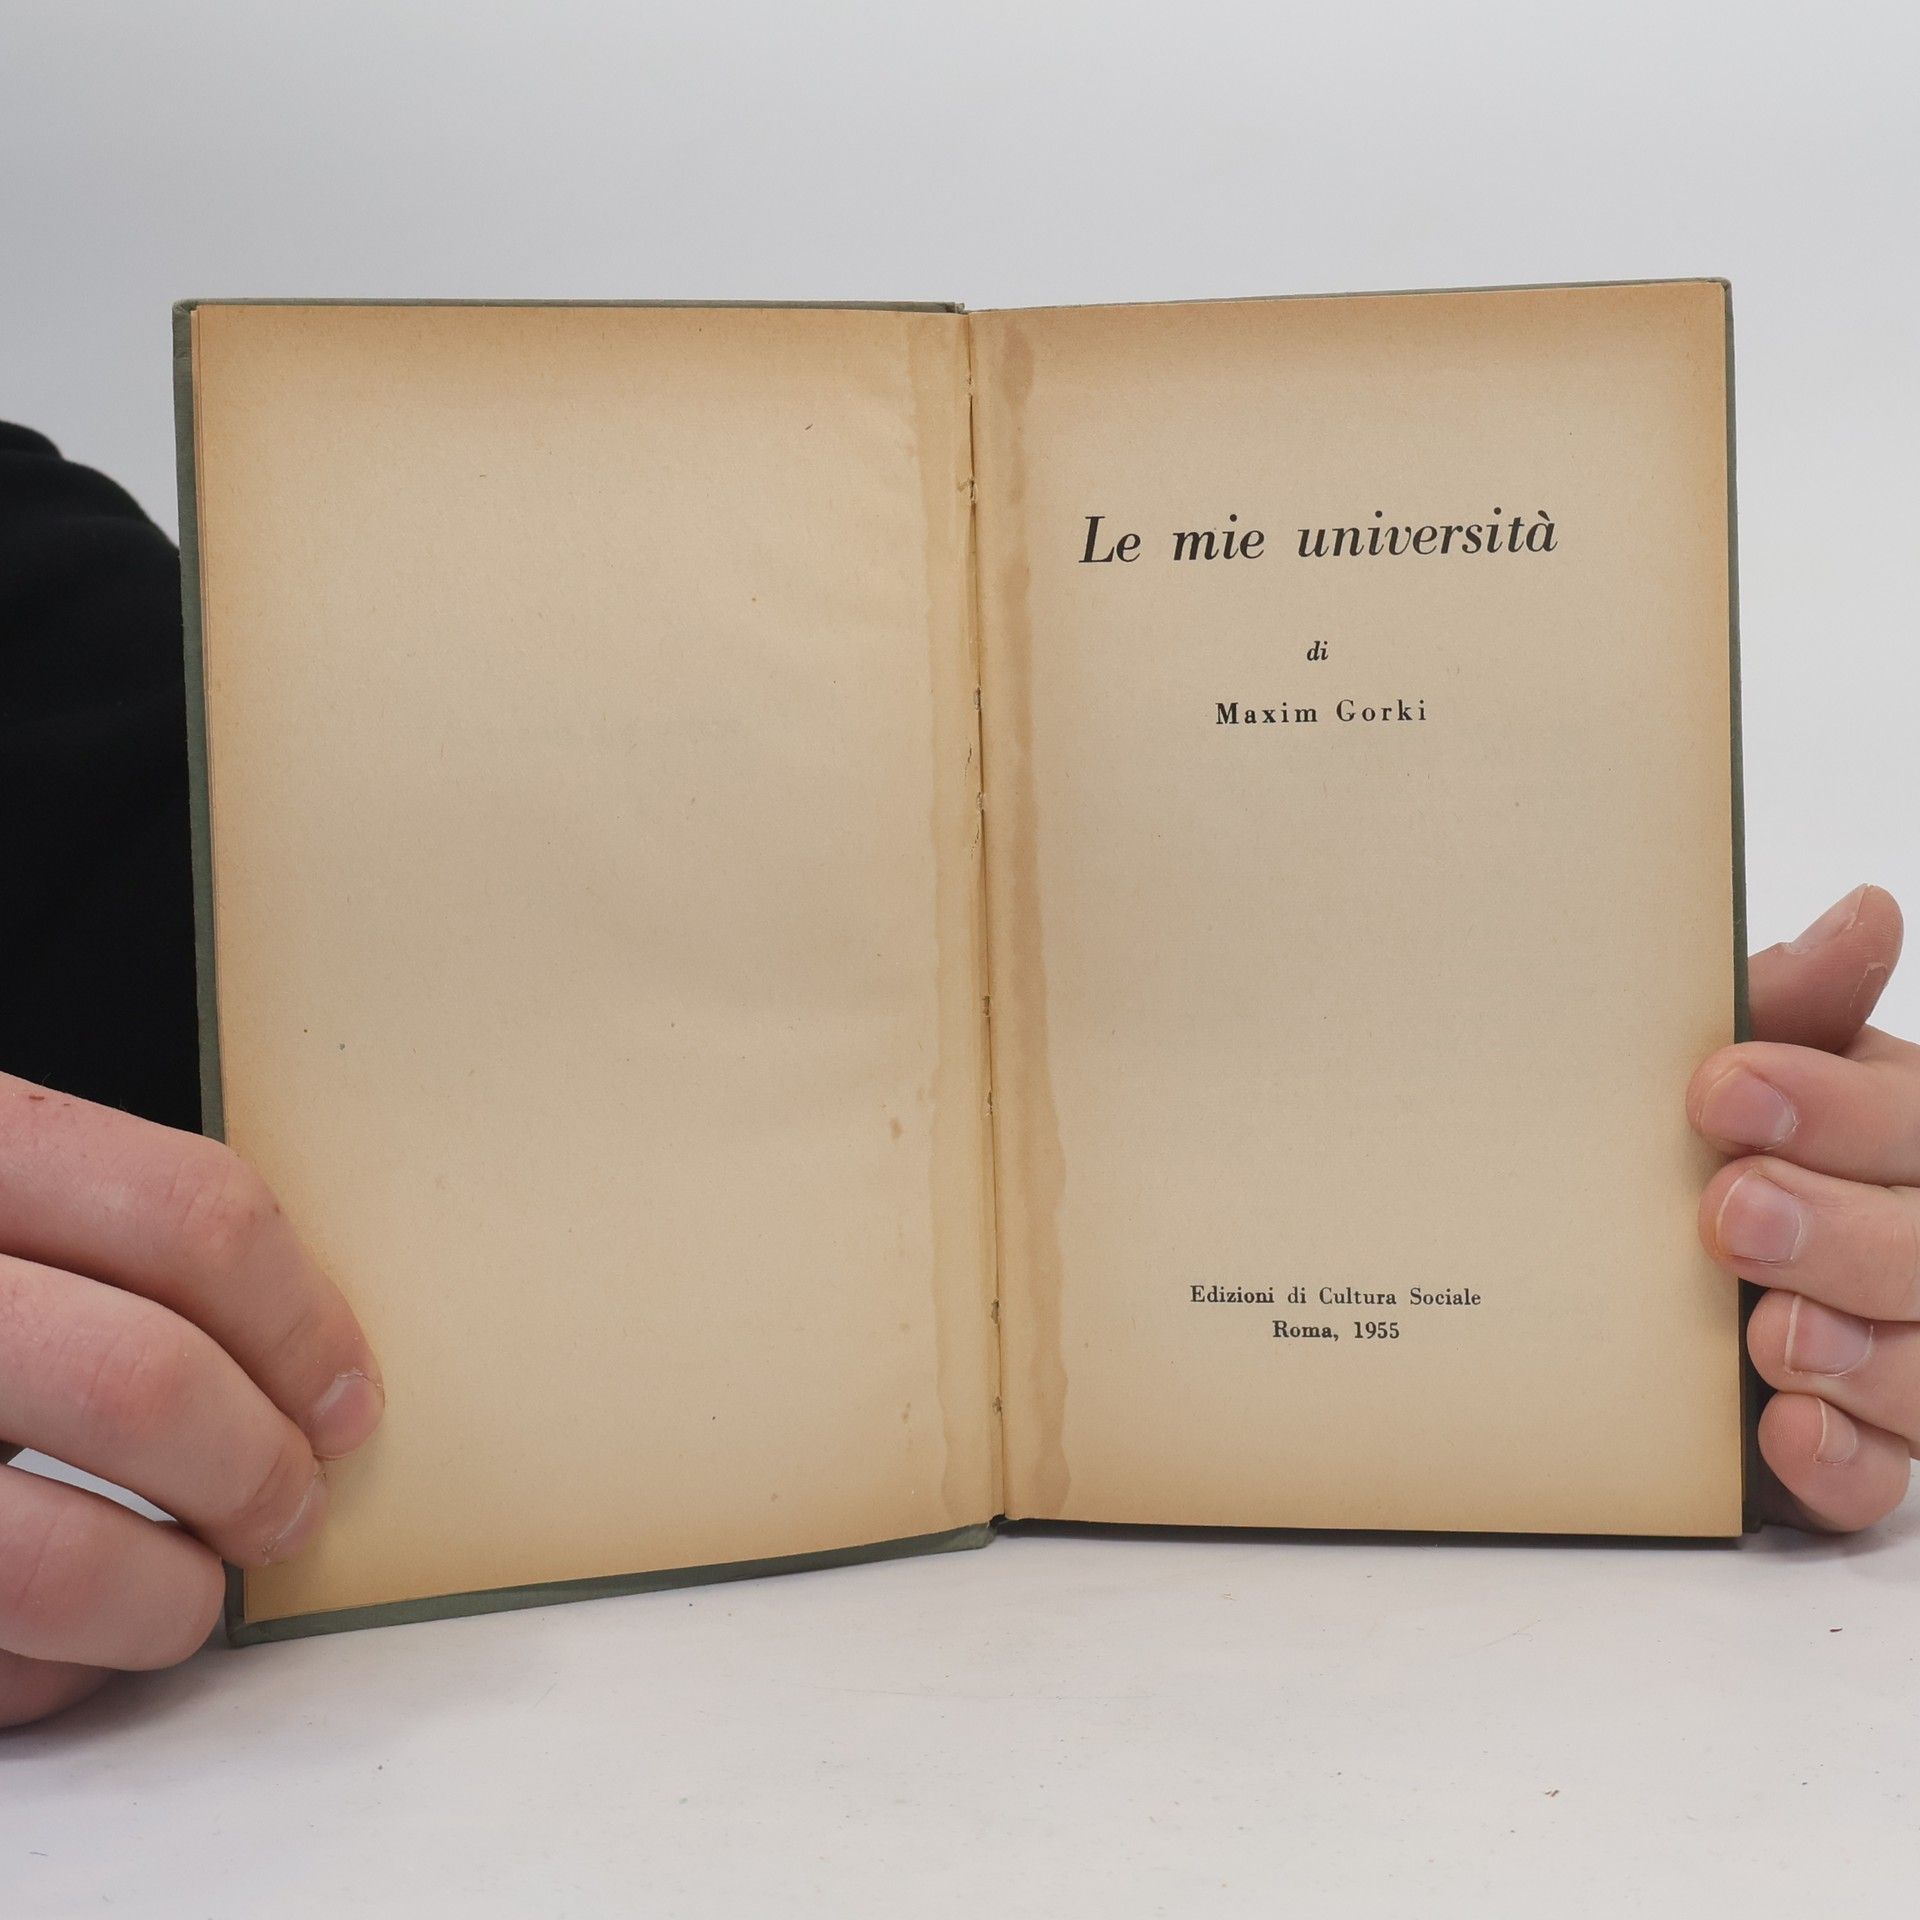 Le mie università
di
Maxim Gorki
Edizioni di Cultura Sociale
Roma, 1955